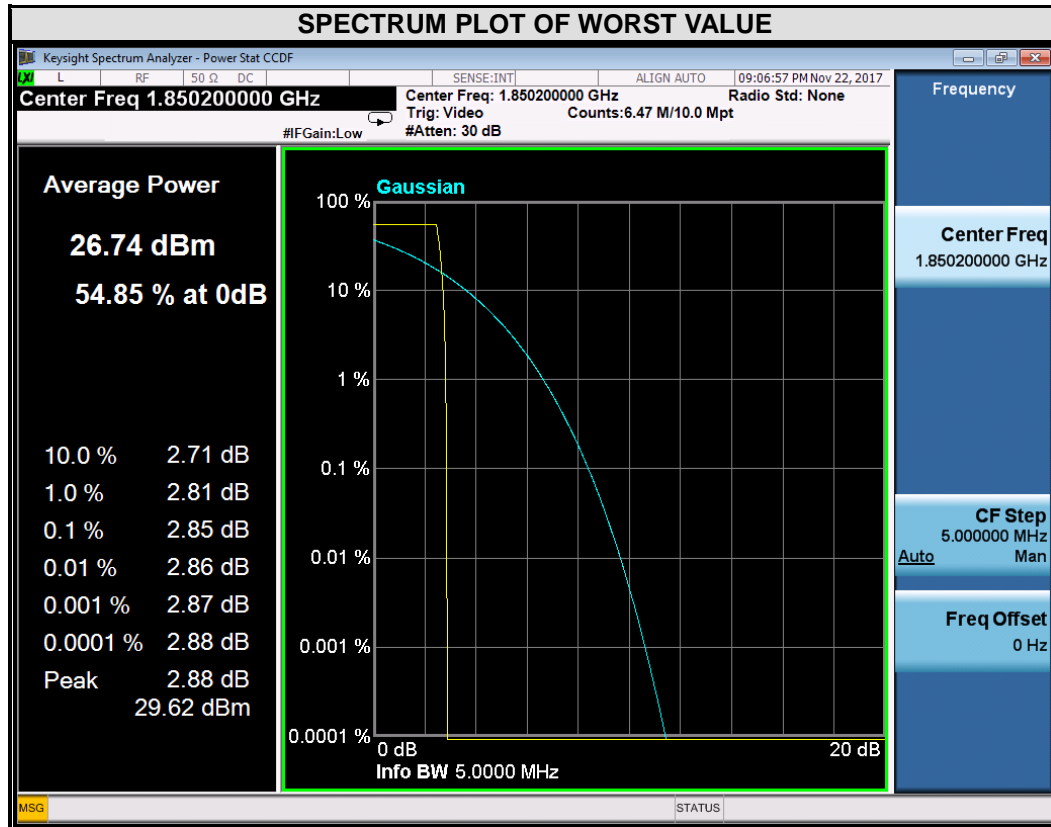 SPECTRUM PLOT OF WORST VALUE
Keysight Spectrum Analyzer - Power Stat CCDF
LXI L RF 50 Ω DC SENSE:INT ALIGN AUTO 09:06:57 PM Nov 22, 2017
Center Freq 1.850200000 GHz
#IFGain:Low
Center Freq: 1.850200000 GHz Radio Std: None
Trig: Video Counts:6.47 M/10.0 Mpt
#Atten: 30 dB
Average Power
26.74 dBm
54.85 % at 0dB
10.0 % 2.71 dB
1.0 % 2.81 dB
0.1 % 2.85 dB
0.01 % 2.86 dB
0.001 % 2.87 dB
0.0001 % 2.88 dB
Peak 2.88 dB
29.62 dBm
Gaussian
100 %
10 %
1 %
0.1 %
0.01 %
0.001 %
0.0001 %
0 dB 20 dB
Info BW 5.0000 MHz
Frequency
Center Freq
1.850200000 GHz
CF Step
5.000000 MHz
Auto Man
Freq Offset
0 Hz
MSG STATUS